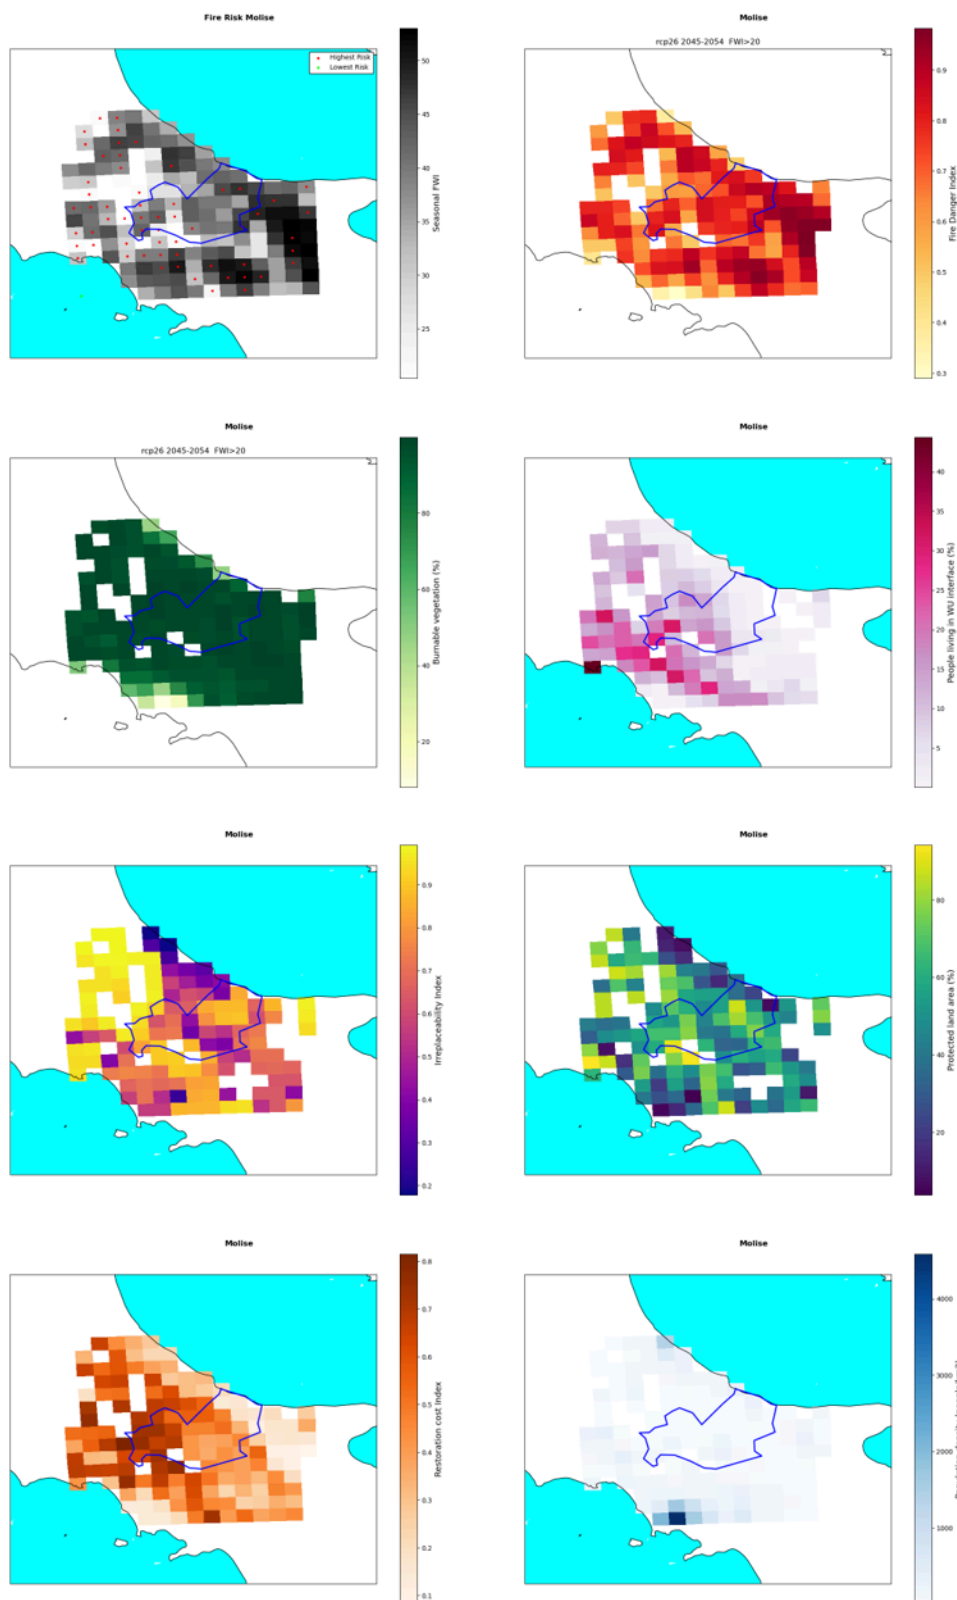 Fire Risk Molise
Highest Risk
Lowest Risk
50
45
40
35
30
25
Seasonal FWI
Molise
rcp26 2045-2054 FWI>20
0.9
0.8
0.7
0.6
0.5
0.4
0.3
Fire Danger Index
Molise
rcp26 2045-2054 FWI>20
80
60
40
20
Burnable vegetation (%)
Molise
40
35
30
25
20
15
10
5
People living in WU interface (%)
Molise
0.9
0.8
0.7
0.6
0.5
0.4
0.3
0.2
Irreplaceability Index
Molise
80
60
40
20
Protected land area (%)
Molise
0.8
0.7
0.6
0.5
0.4
0.3
0.2
0.1
Restoration cost Index
Molise
4000
3000
2000
1000